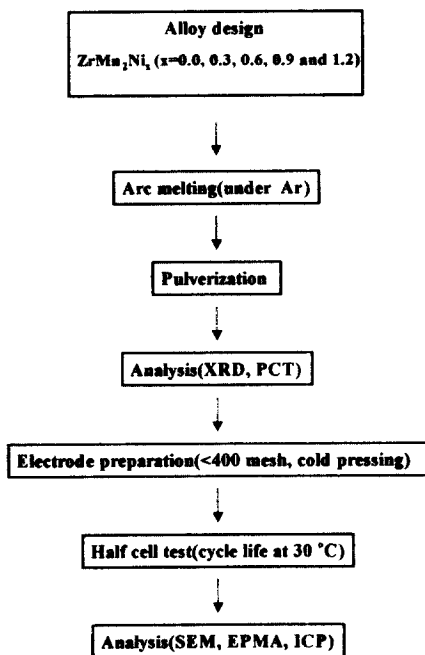 Alloy design
ZrMn₂Niₓ (x=0.0, 0.3, 0.6, 0.9 and 1.2)
Arc melting(under Ar)
Pulverization
Analysis(XRD, PCT)
Electrode preparation(<400 mesh, cold pressing)
Half cell test(cycle life at 30 °C)
Analysis(SEM, EPMA, ICP)